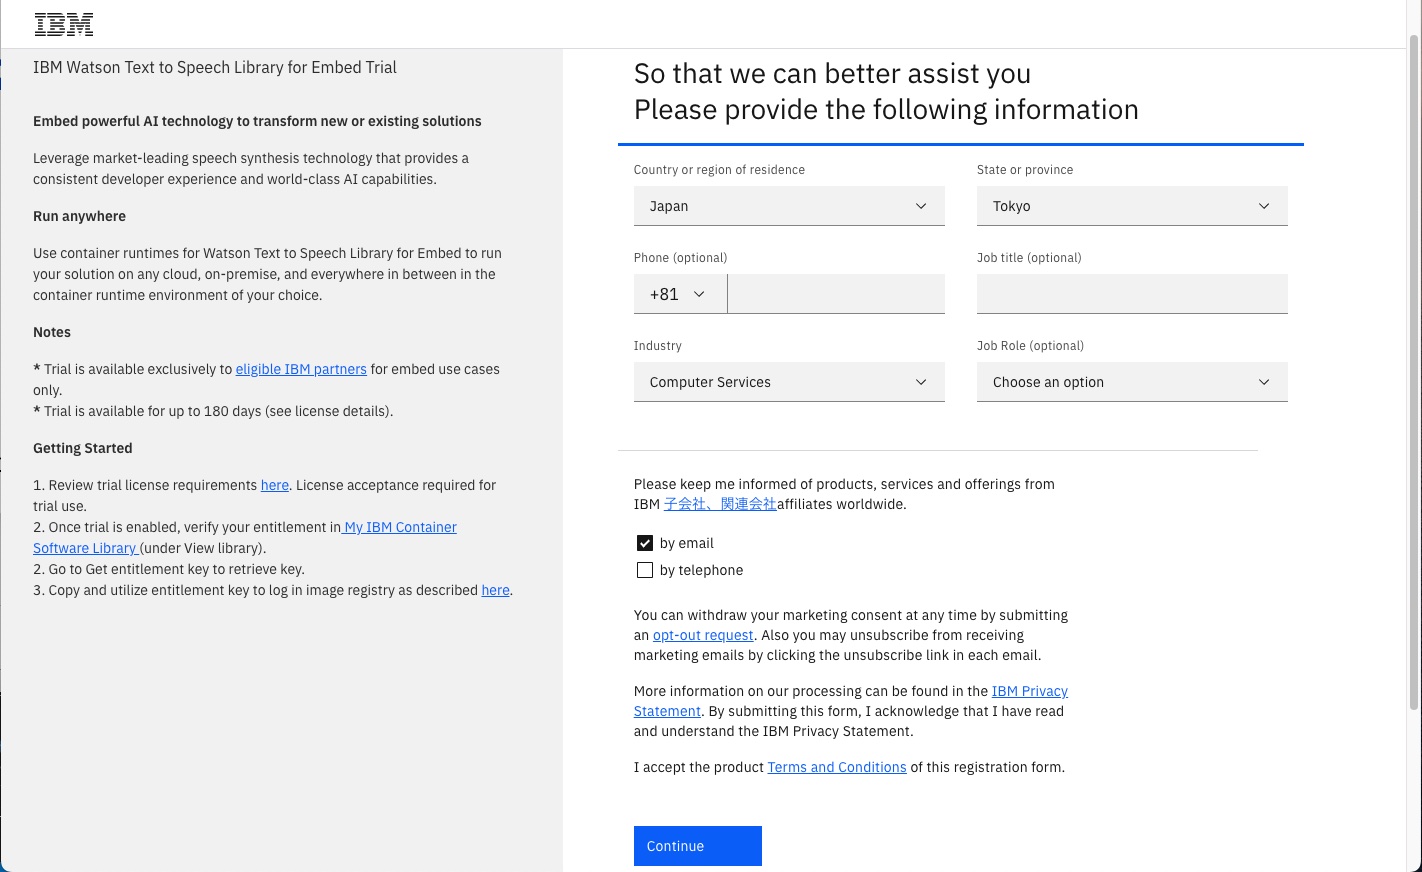 IBM
IBM Watson Text to Speech Library for Embed Trial
Embed powerful AI technology to transform new or existing solutions
Leverage market-leading speech synthesis technology that provides a
consistent developer experience and world-class AI capabilities.
Run anywhere
Use container runtimes for Watson Text to Speech Library for Embed to run
your solution on any cloud, on-premise, and everywhere in between in the
container runtime environment of your choice.
Notes
* Trial is available exclusively to eligible IBM partners for embed use cases
only.
* Trial is available for up to 180 days (see license details).
Getting Started
1. Review trial license requirements here. License acceptance required for
trial use.
2. Once trial is enabled, verify your entitlement in My IBM Container
Software Library (under View library).
2. Go to Get entitlement key to retrieve key.
3. Copy and utilize entitlement key to log in image registry as described here.
So that we can better assist you
Please provide the following information
Country or region of residence
Japan
State or province
Tokyo
Phone (optional)
+81
Job title (optional)
Industry
Computer Services
Job Role (optional)
Choose an option
Please keep me informed of products, services and offerings from
IBM 子会社、関連会社affiliates worldwide.
by email
by telephone
You can withdraw your marketing consent at any time by submitting
an opt-out request. Also you may unsubscribe from receiving
marketing emails by clicking the unsubscribe link in each email.
More information on our processing can be found in the IBM Privacy
Statement. By submitting this form, I acknowledge that I have read
and understand the IBM Privacy Statement.
I accept the product Terms and Conditions of this registration form.
Continue